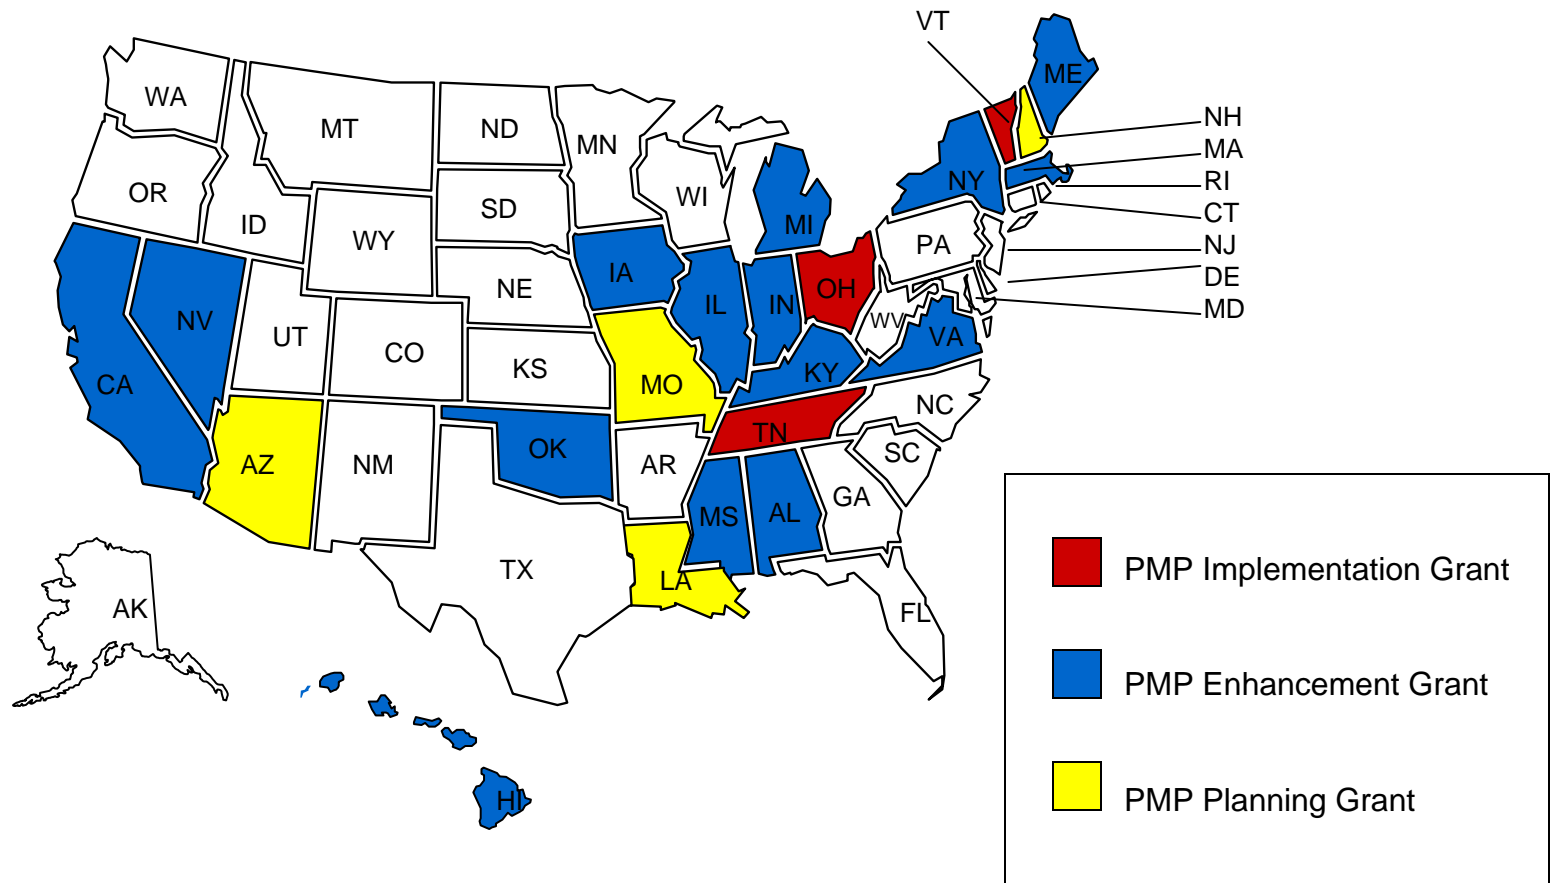 VT
ME
WA
MT
ND
MN
NH
MA
RI
CT
NJ
DE
MD
OR
ID
WY
SD
WI
MI
NY
PA
NE
IA
IL
IN
OH
WV
VA
NV
UT
CO
KS
MO
KY
CA
NC
TN
AZ
NM
OK
AR
SC
GA
MS
AL
TX
LA
FL
AK
HI
PMP Implementation Grant
PMP Enhancement Grant
PMP Planning Grant